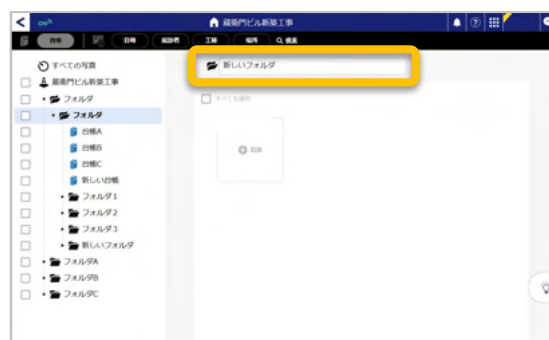 蔵衛門ビル新築工事
台帳
日時
撮影者
工種
場所
検索
すべての写真
蔵衛門ビル新築工事
フォルダ
フォルダ
台帳A
台帳B
台帳C
新しい台帳
フォルダ1
フォルダ2
フォルダ3
新しいフォルダ
フォルダA
フォルダB
フォルダC
新しいフォルダ
すべてを選択
追加